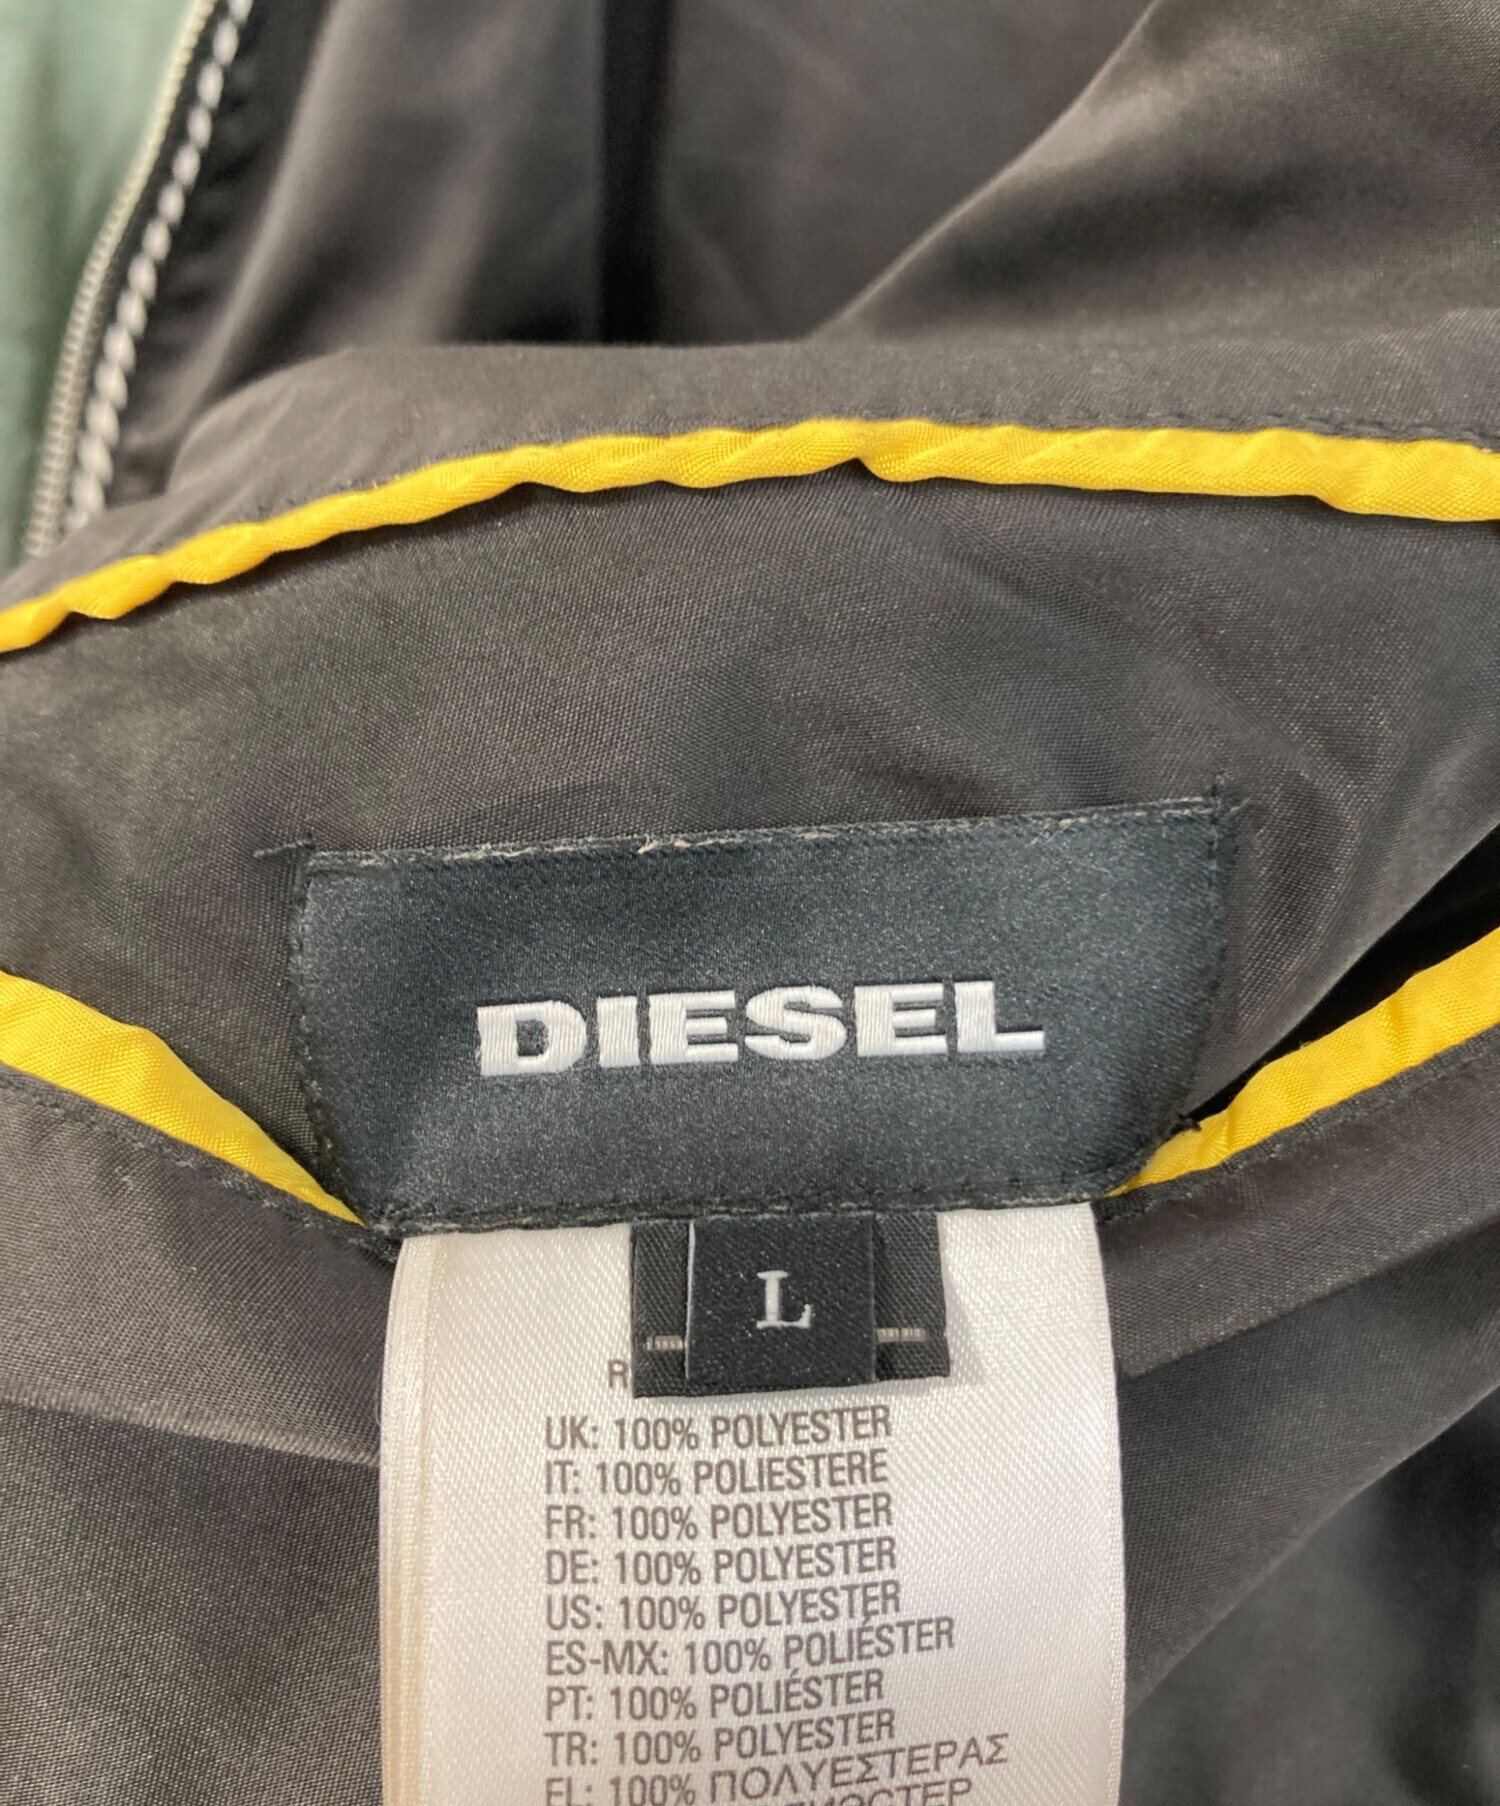 DIESEL
L
UK: 100% POLYESTER
IT: 100% POLIESTERE
FR: 100% POLYESTER
DE: 100% POLYESTER
US: 100% POLYESTER
ES-MX: 100% POLIÉSTER
PT: 100% POLIÉSTER
TR: 100% POLYESTER
EL: 100% ΠΟΛΥΕΣΤΕΡΑΣ